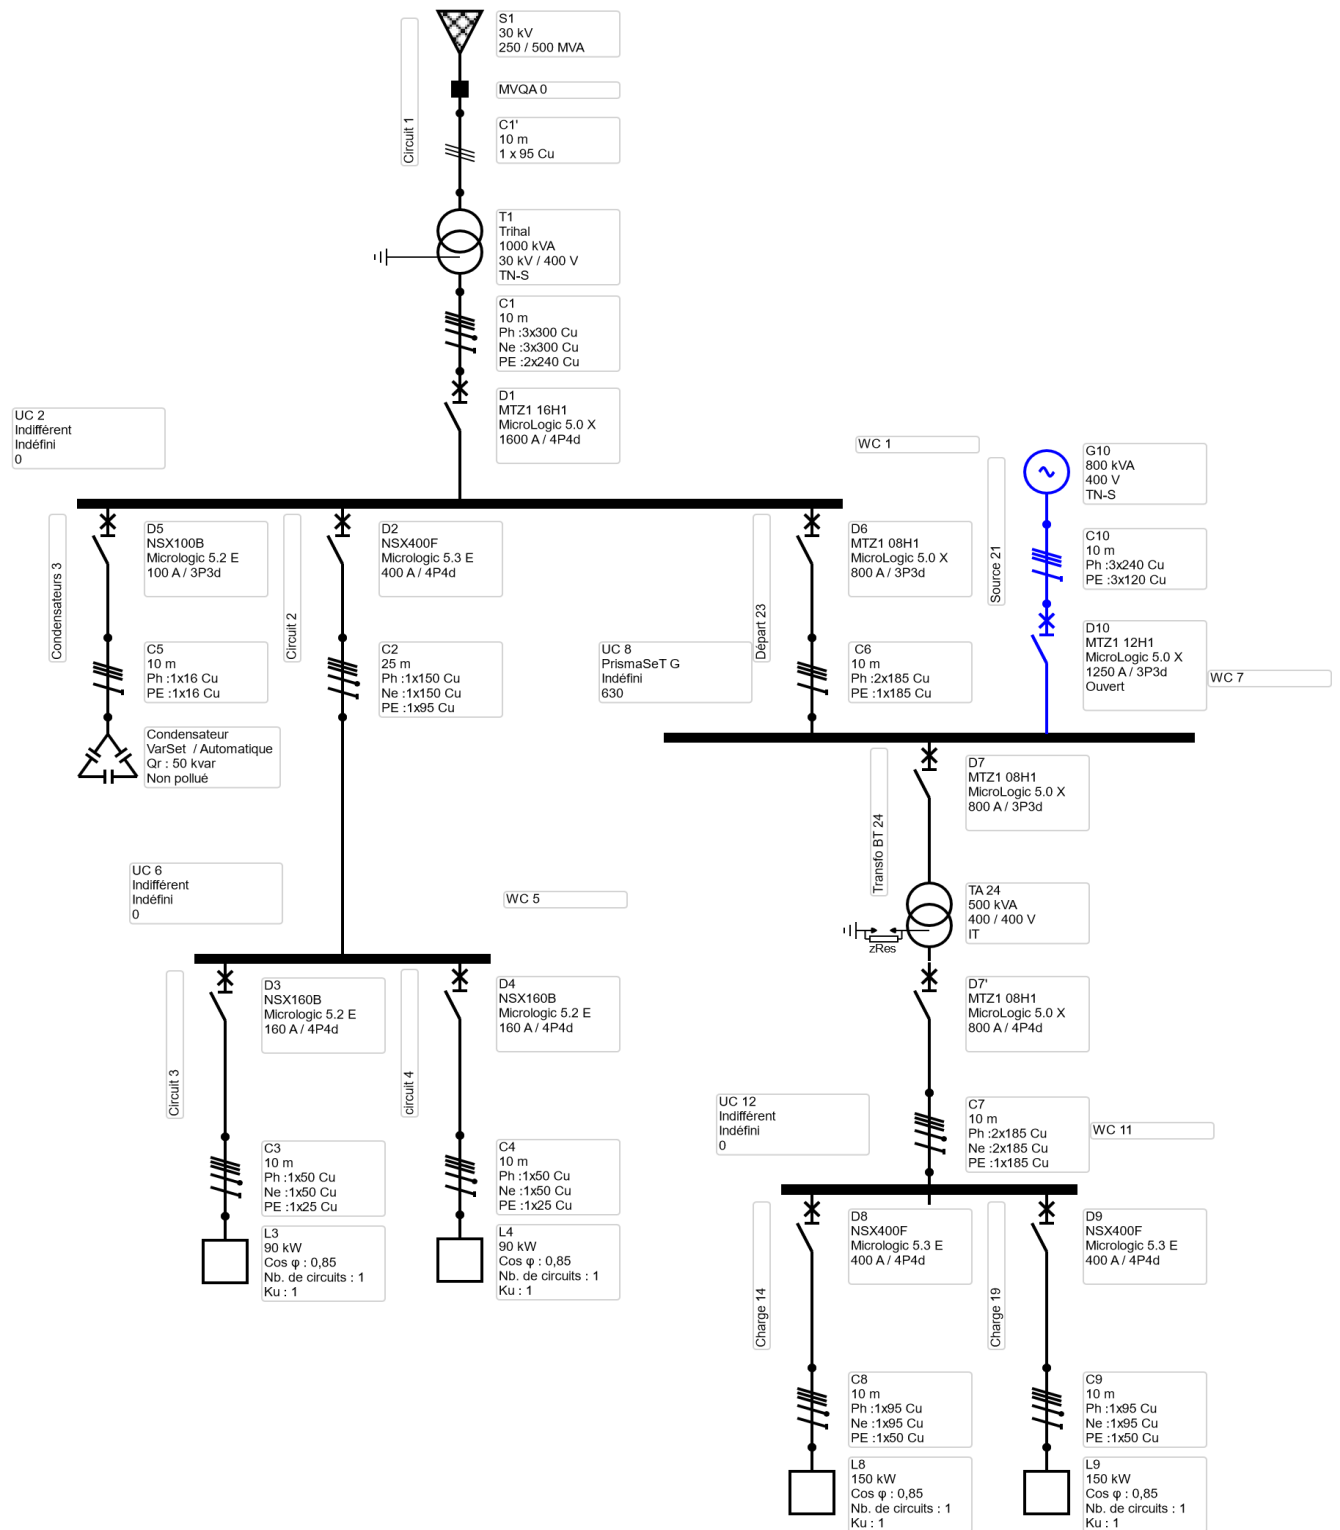 S1
30 kV
250 / 500 MVA
MVQA 0
Circuit 1
C1'
10 m
1 x 95 Cu
T1
Trihal
1000 kVA
30 kV / 400 V
TN-S
C1
10 m
Ph :3x300 Cu
Ne :3x300 Cu
PE :2x240 Cu
D1
MTZ1 16H1
MicroLogic 5.0 X
1600 A / 4P4d
UC 2
Indifférent
Indéfini
0
WC 1
G10
800 kVA
400 V
TN-S
Source 21
C10
10 m
Ph :3x240 Cu
PE :3x120 Cu
D10
MTZ1 12H1
MicroLogic 5.0 X
1250 A / 3P3d
Ouvert
WC 7
Condensateurs 3
D5
NSX100B
Micrologic 5.2 E
100 A / 3P3d
Circuit 2
D2
NSX400F
Micrologic 5.3 E
400 A / 4P4d
Départ 23
D6
MTZ1 08H1
MicroLogic 5.0 X
800 A / 3P3d
C5
10 m
Ph :1x16 Cu
PE :1x16 Cu
C2
25 m
Ph :1x150 Cu
Ne :1x150 Cu
PE :1x95 Cu
UC 8
PrismaSeT G
Indéfini
630
C6
10 m
Ph :2x185 Cu
PE :1x185 Cu
Condensateur
VarSet / Automatique
Qr : 50 kvar
Non pollué
D7
MTZ1 08H1
MicroLogic 5.0 X
800 A / 3P3d
Transfo BT 24
TA 24
500 kVA
400 / 400 V
IT
zRes
UC 6
Indifférent
Indéfini
0
WC 5
Circuit 3
D3
NSX160B
Micrologic 5.2 E
160 A / 4P4d
circuit 4
D4
NSX160B
Micrologic 5.2 E
160 A / 4P4d
D7'
MTZ1 08H1
MicroLogic 5.0 X
800 A / 4P4d
UC 12
Indifférent
Indéfini
0
C7
10 m
Ph :2x185 Cu
Ne :2x185 Cu
PE :1x185 Cu
WC 11
C3
10 m
Ph :1x50 Cu
Ne :1x50 Cu
PE :1x25 Cu
C4
10 m
Ph :1x50 Cu
Ne :1x50 Cu
PE :1x25 Cu
L3
90 kW
Cos φ : 0,85
Nb. de circuits : 1
Ku : 1
L4
90 kW
Cos φ : 0,85
Nb. de circuits : 1
Ku : 1
Charge 14
D8
NSX400F
Micrologic 5.3 E
400 A / 4P4d
Charge 19
D9
NSX400F
Micrologic 5.3 E
400 A / 4P4d
C8
10 m
Ph :1x95 Cu
Ne :1x95 Cu
PE :1x50 Cu
C9
10 m
Ph :1x95 Cu
Ne :1x95 Cu
PE :1x50 Cu
L8
150 kW
Cos φ : 0,85
Nb. de circuits : 1
Ku : 1
L9
150 kW
Cos φ : 0,85
Nb. de circuits : 1
Ku : 1